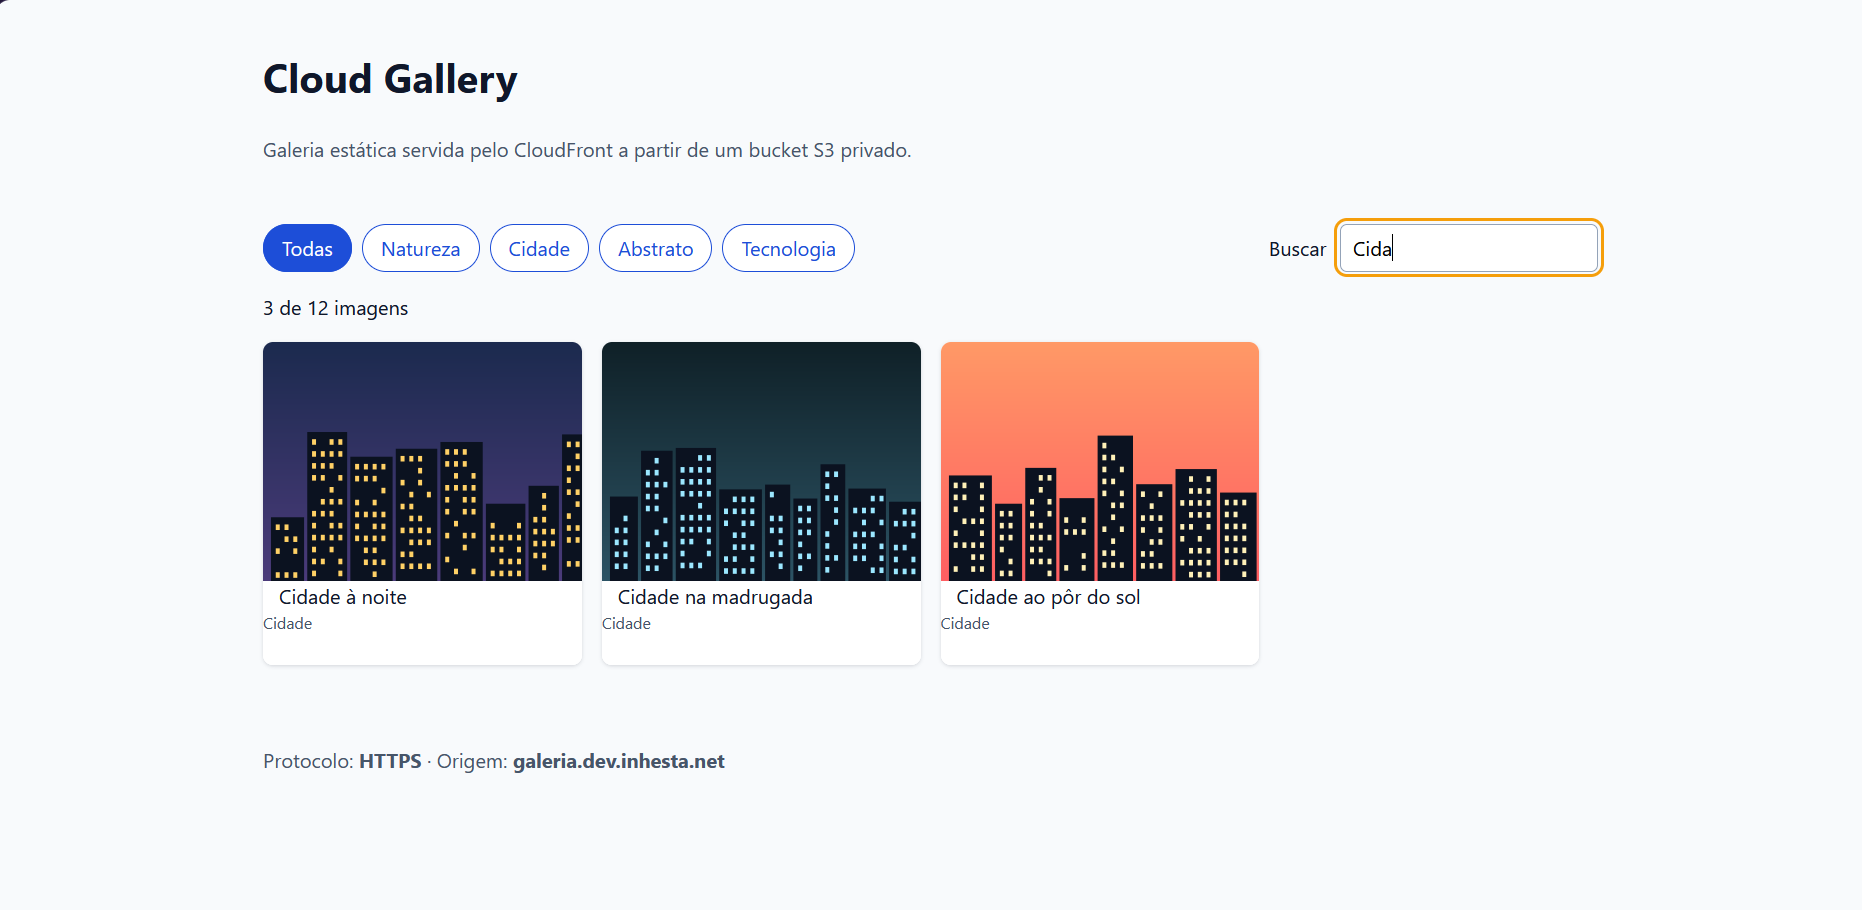 Cloud Gallery
Galeria estática servida pelo CloudFront a partir de um bucket S3 privado.
Todas Natureza Cidade Abstrato Tecnologia Buscar Cida
3 de 12 imagens
Cidade à noite Cidade na madrugada Cidade ao pôr do sol
Cidade Cidade Cidade
Protocolo: HTTPS · Origem: galeria.dev.inhesta.net